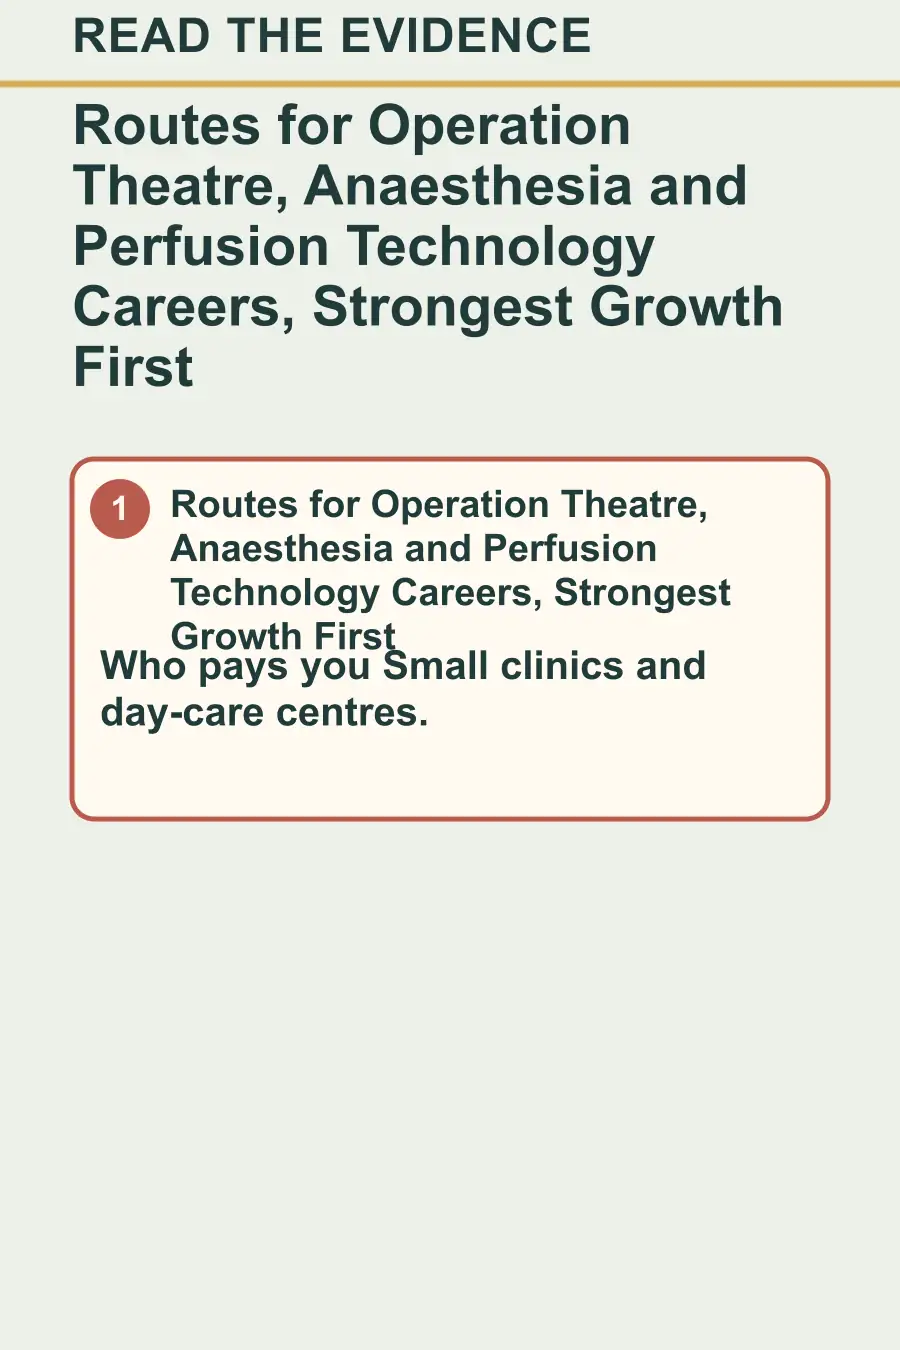 READ THE EVIDENCE
Routes for Operation
Theatre, Anaesthesia and
Perfusion Technology
Careers, Strongest Growth
First
1
Routes for Operation Theatre,
Anaesthesia and Perfusion
Technology Careers, Strongest
Growth First
Who pays you Small clinics and
day-care centres.